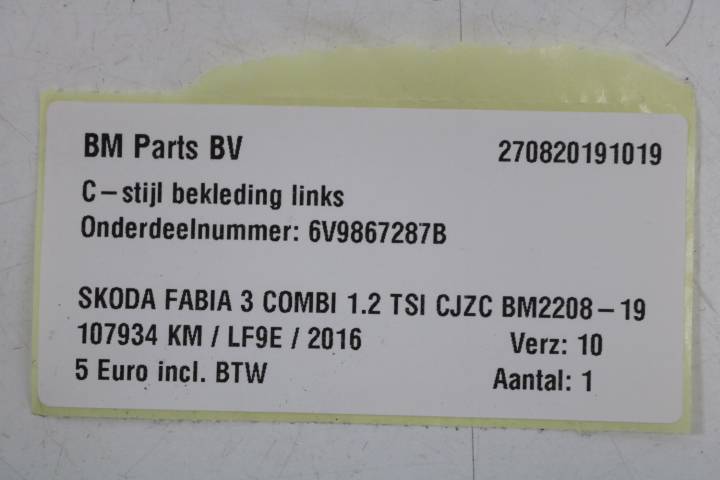 BM Parts BV 270820191019
C-stijl bekleding links
Onderdeelnummer: 6V9867287B
SKODA FABIA 3 COMBI 1.2 TSI CJZC BM2208-19
107934 KM / LF9E / 2016 Verz: 10
5 Euro incl. BTW Aantal: 1